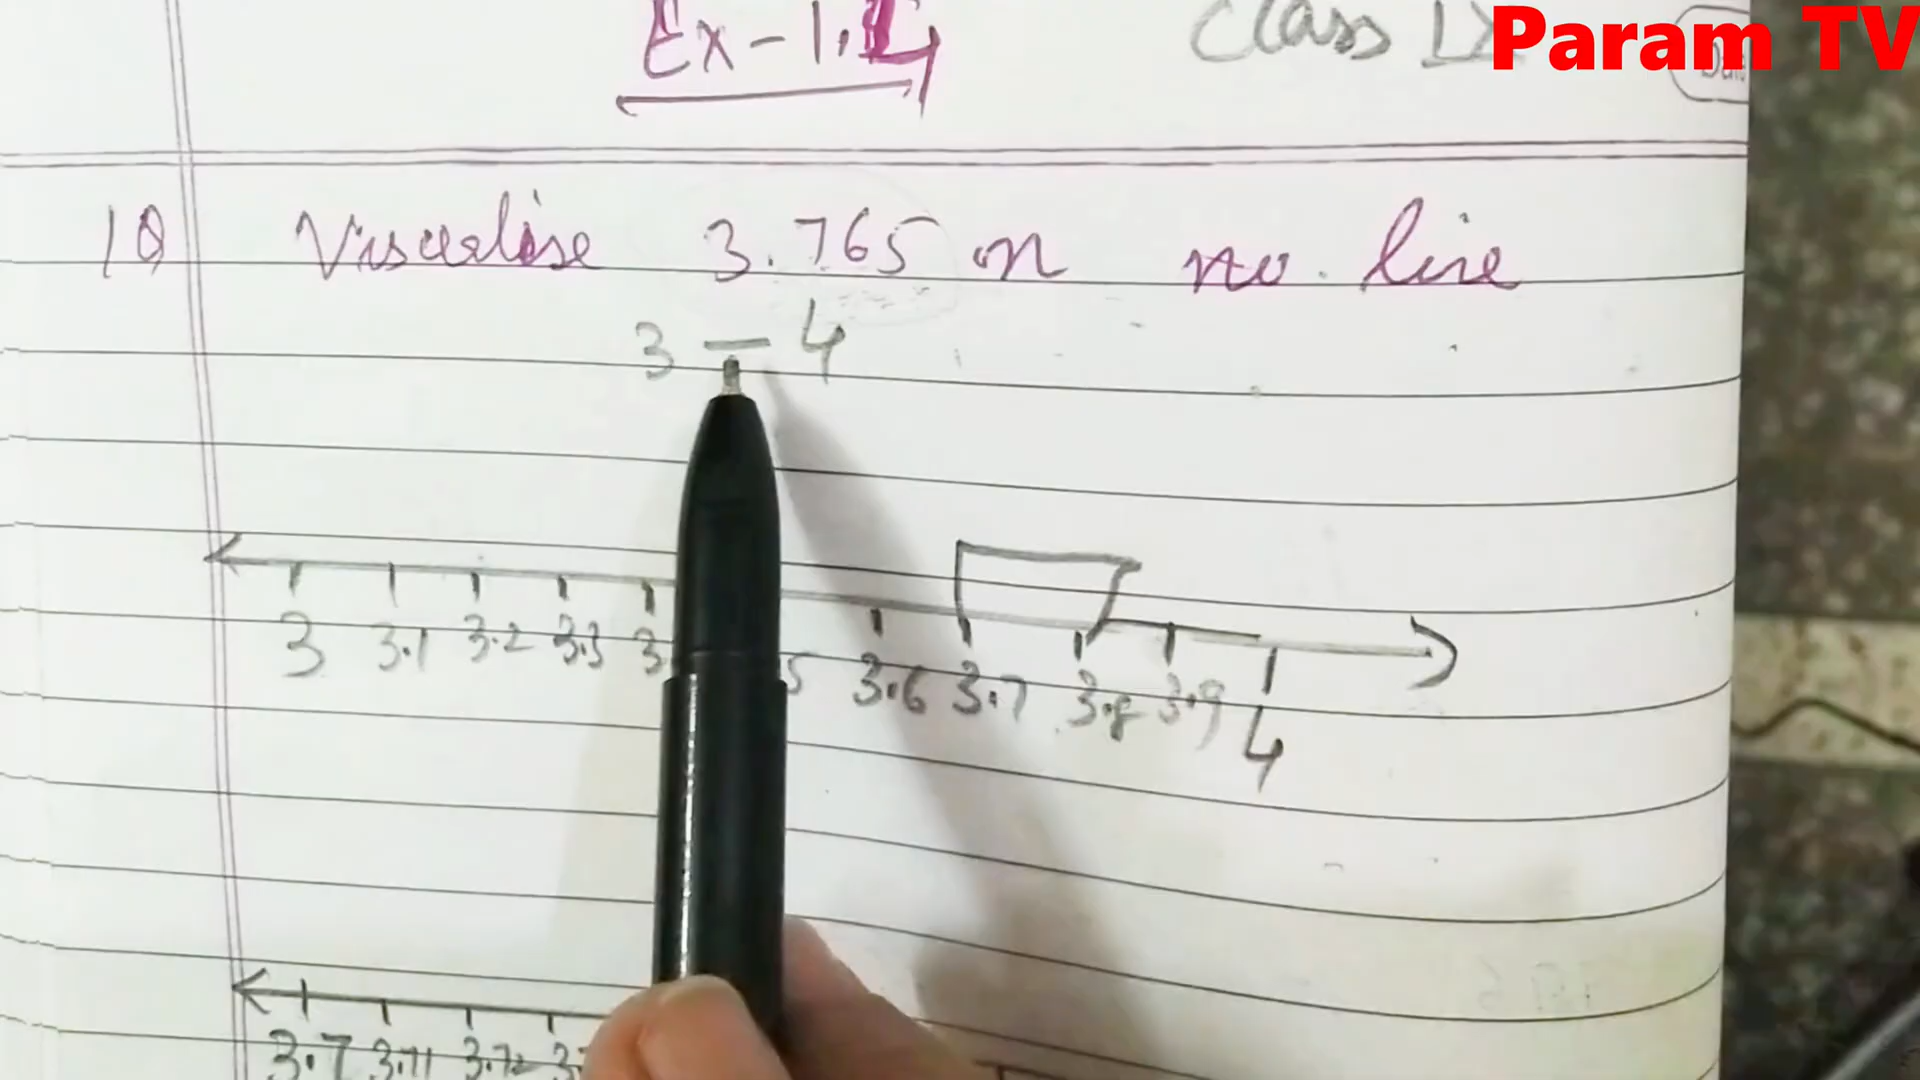 Ex-1.4
Class IX
Param TV
1Q Visualise 3.765 on no. line
3 — 4
3 3.1 3.2 3.3 3 5 3.6 3.7 3.8 3.9 4
3.7 3.71 3.72